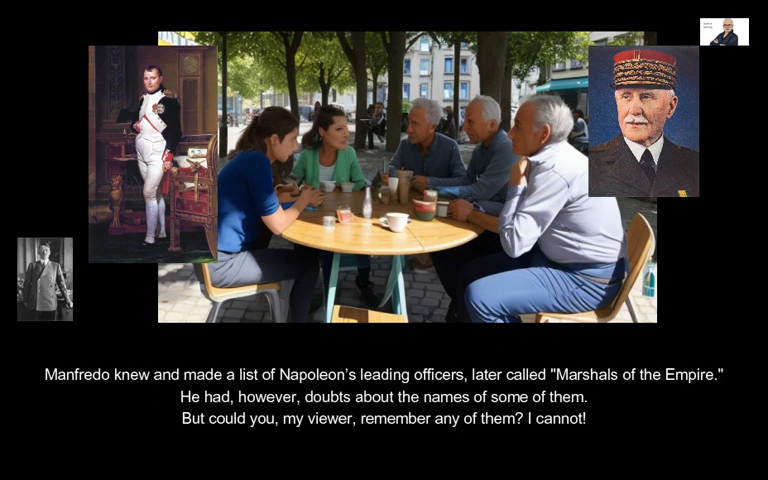 Manfredo knew and made a list of Napoleon’s leading officers, later called "Marshals of the Empire."
He had, however, doubts about the names of some of them.
But could you, my viewer, remember any of them? I cannot!